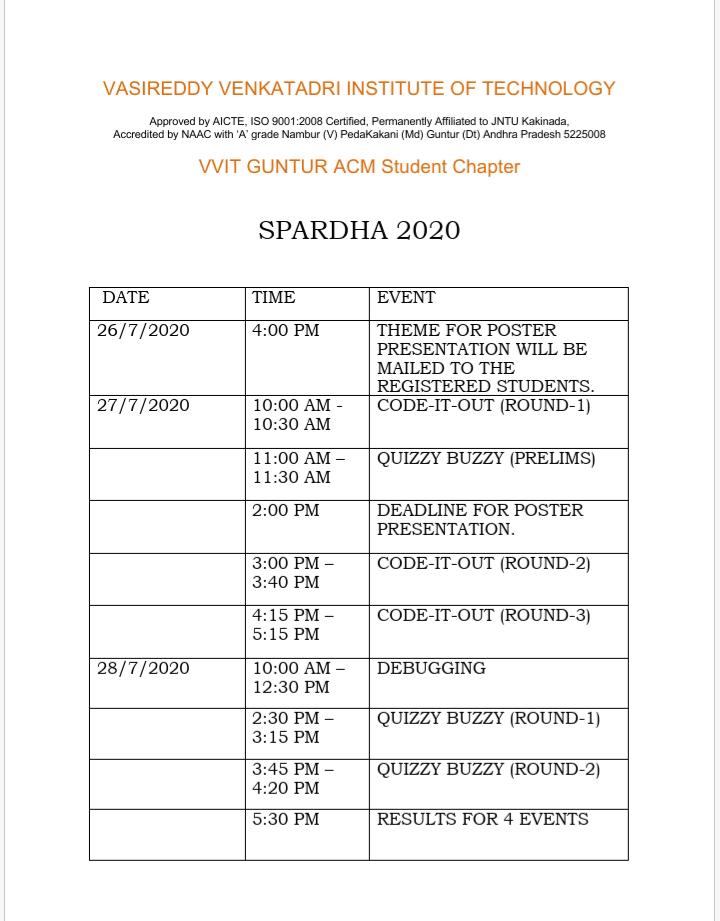 VASIREDDY VENKATADRI INSTITUTE OF TECHNOLOGY
Approved by AICTE, ISO 9001:2008 Certified, Permanently Affiliated to JNTU Kakinada,
Accredited by NAAC with ‘A’ grade Nambur (V) PedaKakani (Md) Guntur (Dt) Andhra Pradesh 5225008
VVIT GUNTUR ACM Student Chapter
SPARDHA 2020
DATE TIME EVENT
26/7/2020 4:00 PM THEME FOR POSTER
PRESENTATION WILL BE
MAILED TO THE
REGISTERED STUDENTS.
27/7/2020 10:00 AM - CODE-IT-OUT (ROUND-1)
10:30 AM
11:00 AM – QUIZZY BUZZY (PRELIMS)
11:30 AM
2:00 PM DEADLINE FOR POSTER
PRESENTATION.
3:00 PM – CODE-IT-OUT (ROUND-2)
3:40 PM
4:15 PM – CODE-IT-OUT (ROUND-3)
5:15 PM
28/7/2020 10:00 AM – DEBUGGING
12:30 PM
2:30 PM – QUIZZY BUZZY (ROUND-1)
3:15 PM
3:45 PM – QUIZZY BUZZY (ROUND-2)
4:20 PM
5:30 PM RESULTS FOR 4 EVENTS